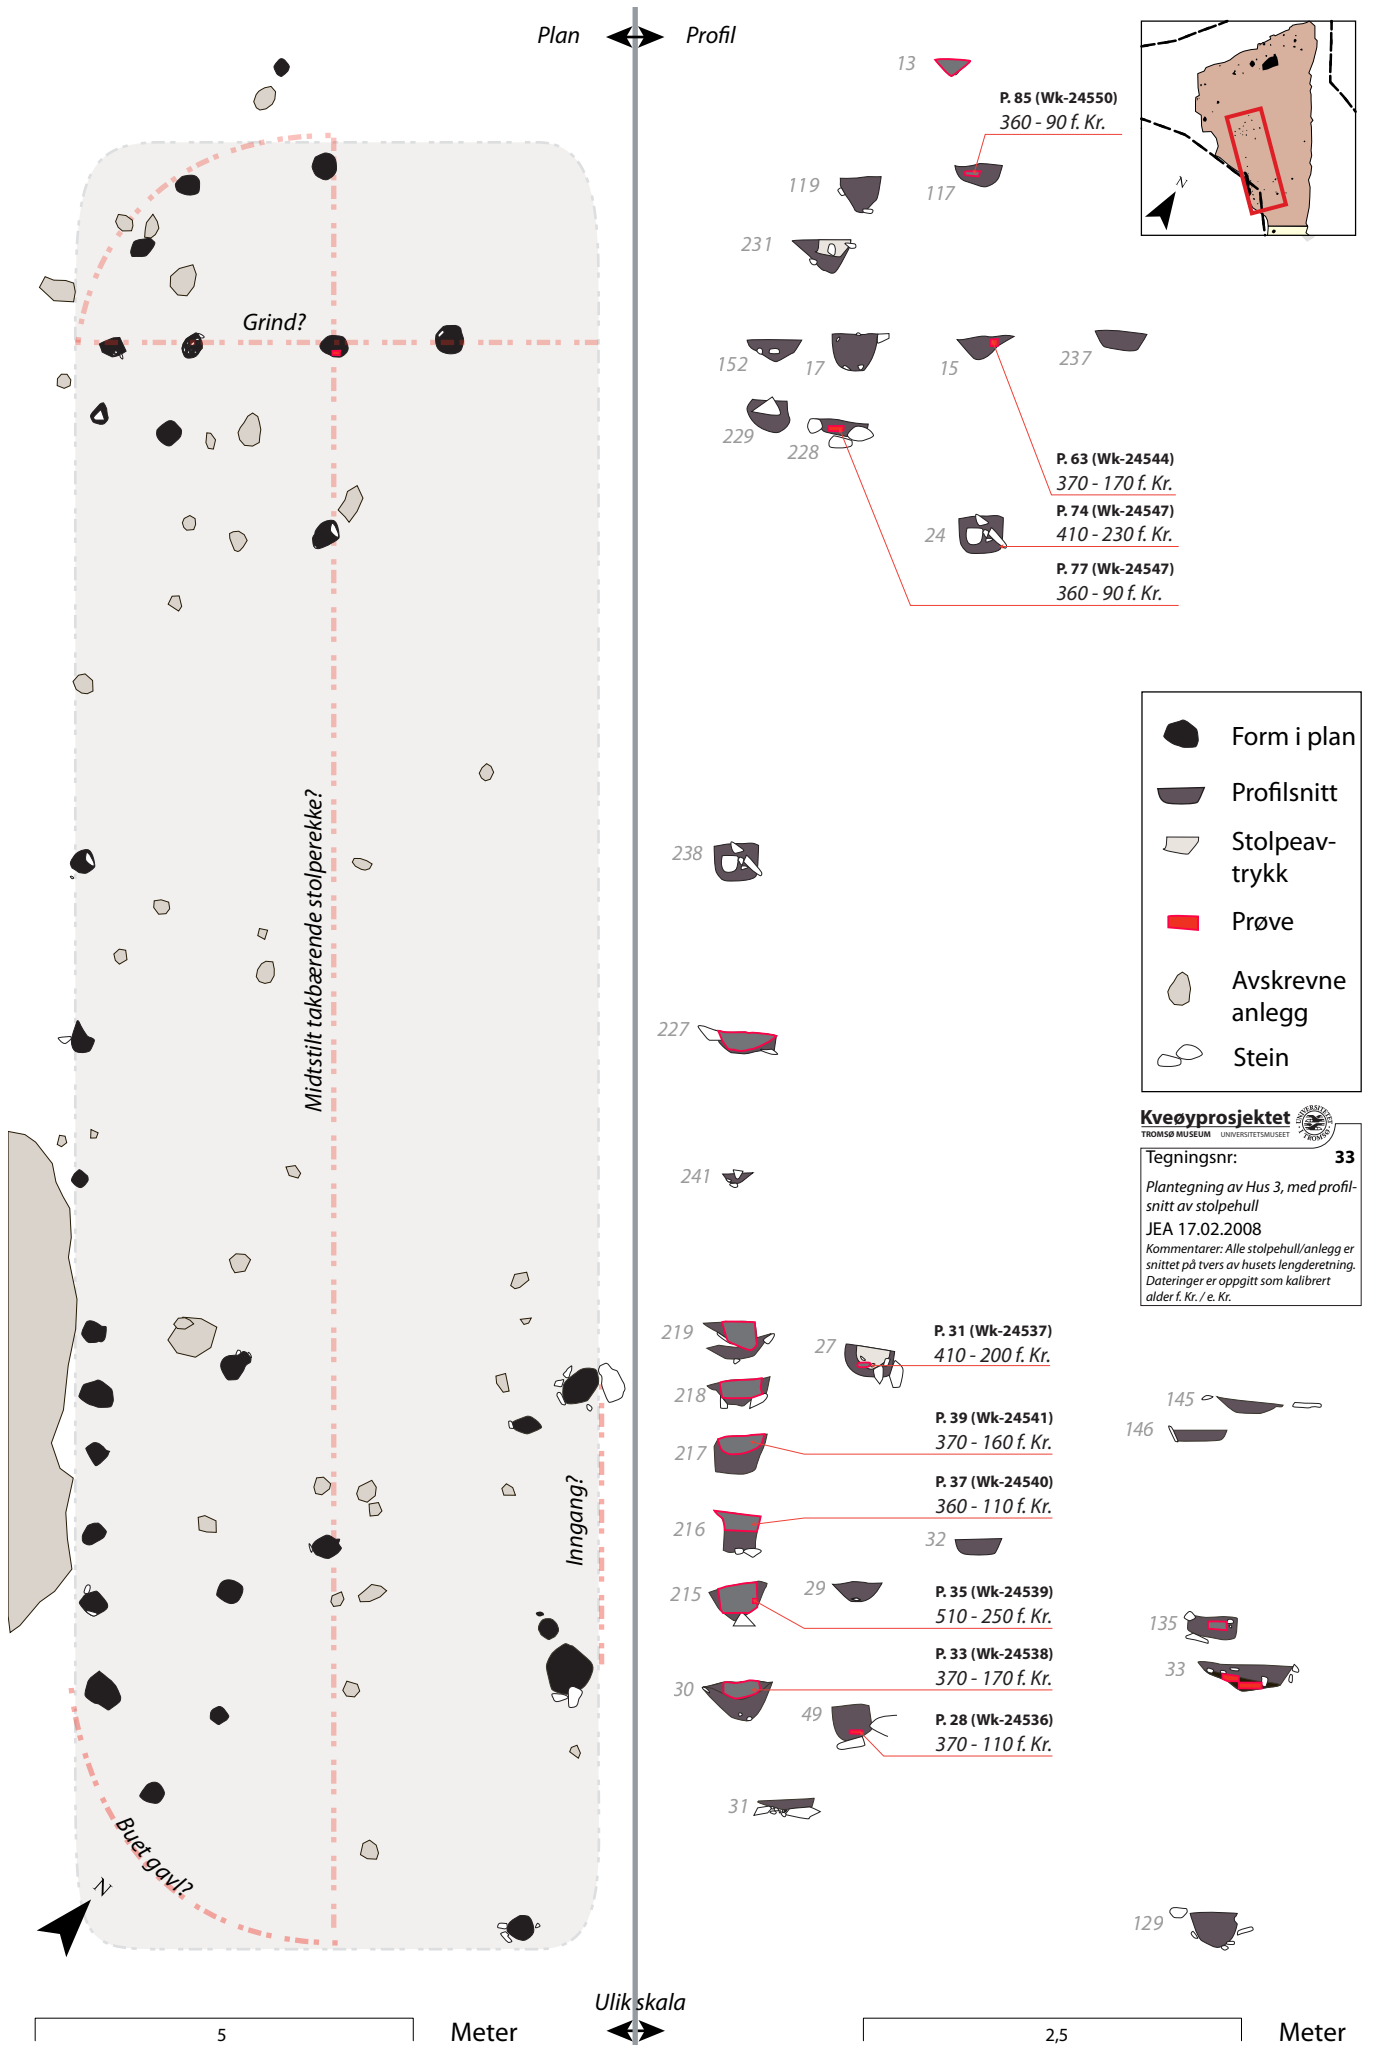 Plan
Profil
13
P. 85 (Wk-24550)
360 - 90 f. Kr.
119
117
231
N
Grind?
152
17
15
237
229
228
P. 63 (Wk-24544)
370 - 170 f. Kr.
P. 74 (Wk-24547)
410 - 230 f. Kr.
24
P. 77 (Wk-24547)
360 - 90 f. Kr.
Form i plan
Profilsnitt
Stolpeav-
trykk
Prøve
Avskrevne
anlegg
Stein
Midtstilt takbærende stolperekke?
238
227
241
Kveøyprosjektet
TROMSØ MUSEUM UNIVERSITETSMUSEET
UNIVERSITETET I TROMSØ
Tegningsnr: 33
Plantegning av Hus 3, med profil-
snitt av stolpehull
JEA 17.02.2008
Kommentarer: Alle stolpehull/anlegg er
snittet på tvers av husets lengderetning.
Dateringer er oppgitt som kalibrert
alder f. Kr. / e. Kr.
219
27
P. 31 (Wk-24537)
410 - 200 f. Kr.
218
145
146
217
P. 39 (Wk-24541)
370 - 160 f. Kr.
P. 37 (Wk-24540)
360 - 110 f. Kr.
216
32
Inngang?
215
29
P. 35 (Wk-24539)
510 - 250 f. Kr.
135
P. 33 (Wk-24538)
370 - 170 f. Kr.
33
30
49
P. 28 (Wk-24536)
370 - 110 f. Kr.
31
Buet gavl?
N
129
Ulik skala
5 Meter
2,5 Meter